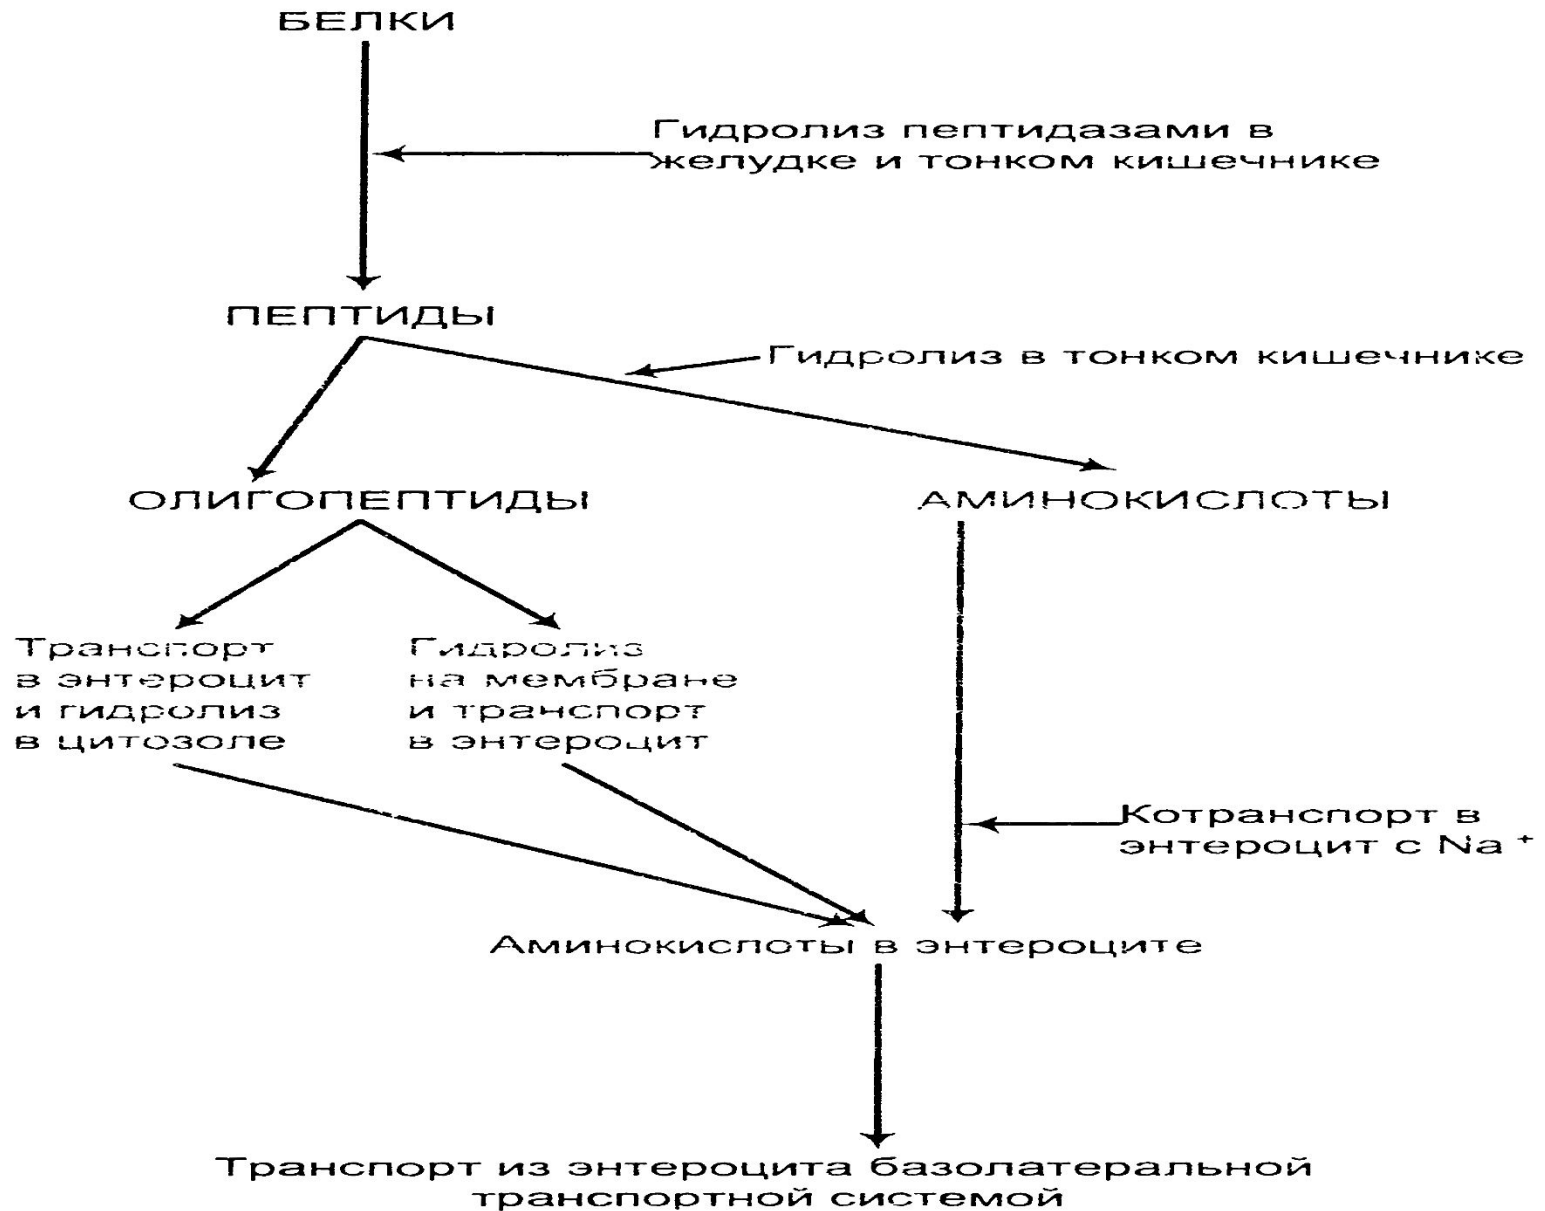 БЕЛКИ
Гидролиз пептидазами в
желудке и тонком кишечнике
ПЕПТИДЫ
Гидролиз в тонком кишечнике
ОЛИГОПЕПТИДЫ
АМИНОКИСЛОТЫ
Транспорт
в энтероцит
и гидролиз
в цитозоле
Гидролиз
на мембране
и транспорт
в энтероцит
Котранспорт в
энтероцит с Na⁺
Аминокислоты в энтероците
Транспорт из энтероцита базолатеральной
транспортной системой